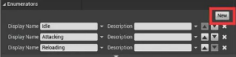 Enumerators
New
Display Name Idle Description
Display Name Attacking Description
Display Name Reloading Description